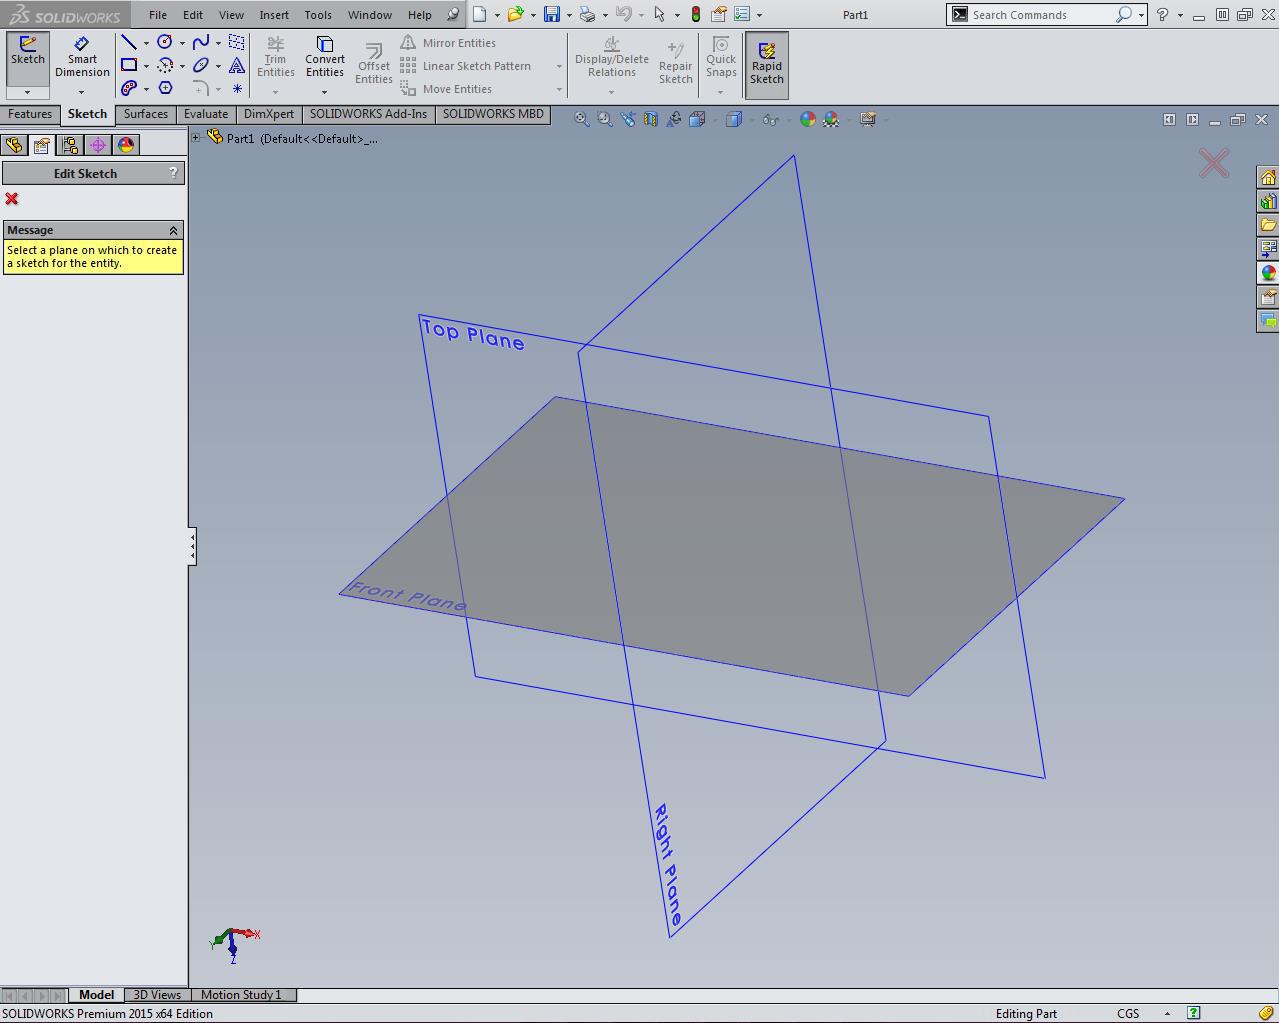 SOLIDWORKS
File Edit View Insert Tools Window Help
Part1
Search Commands
?
Sketch
Smart Dimension
Trim Entities
Convert Entities
Offset Entities
Mirror Entities
Linear Sketch Pattern
Move Entities
Display/Delete Relations
Repair Sketch
Quick Snaps
Rapid Sketch
Features Sketch Surfaces Evaluate DimXpert SOLIDWORKS Add-Ins SOLIDWORKS MBD
Part1 (Default<<Default>_...
Edit Sketch ?
Message
Select a plane on which to create
a sketch for the entity.
Top Plane
Front Plane
Right Plane
X
Y
Z
Model 3D Views Motion Study 1
SOLIDWORKS Premium 2015 x64 Edition
Editing Part
CGS
?